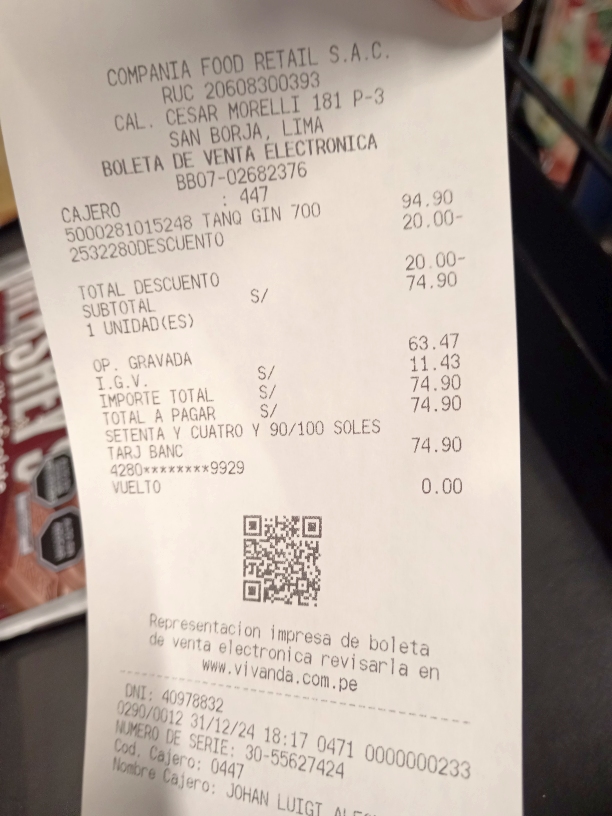 COMPANIA FOOD RETAIL S.A.C.
RUC 20608300393
CAL. CESAR MORELLI 181 P-3
SAN BORJA, LIMA
BOLETA DE VENTA ELECTRONICA
BB07-02682376
CAJERO : 447
5000281015248 TANQ GIN 700 94.90
2532280DESCUENTO 20.00-
TOTAL DESCUENTO 20.00-
SUBTOTAL S/ 74.90
1 UNIDAD(ES)
OP. GRAVADA 63.47
I.G.V. S/ 11.43
IMPORTE TOTAL S/ 74.90
TOTAL A PAGAR S/ 74.90
SETENTA Y CUATRO Y 90/100 SOLES
TARJ BANC 74.90
4280********9929
VUELTO 0.00
Representacion impresa de boleta
de venta electronica revisarla en
www.vivanda.com.pe
DNI: 40978832
0290/0012 31/12/24 18:17 0471 0000000233
NUMERO DE SERIE: 30-55627424
Cod. Cajero: 0447
Nombre Cajero: JOHAN LUIGI
HERSHEY'S